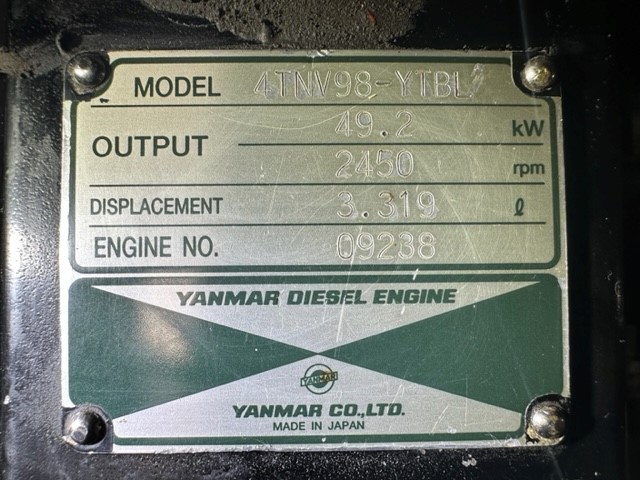 MODEL 4TNV98-YTBL
OUTPUT 49.2 kW
2450 rpm
DISPLACEMENT 3.319 ℓ
ENGINE NO. 09238
YANMAR DIESEL ENGINE
YANMAR
YANMAR CO.,LTD.
MADE IN JAPAN